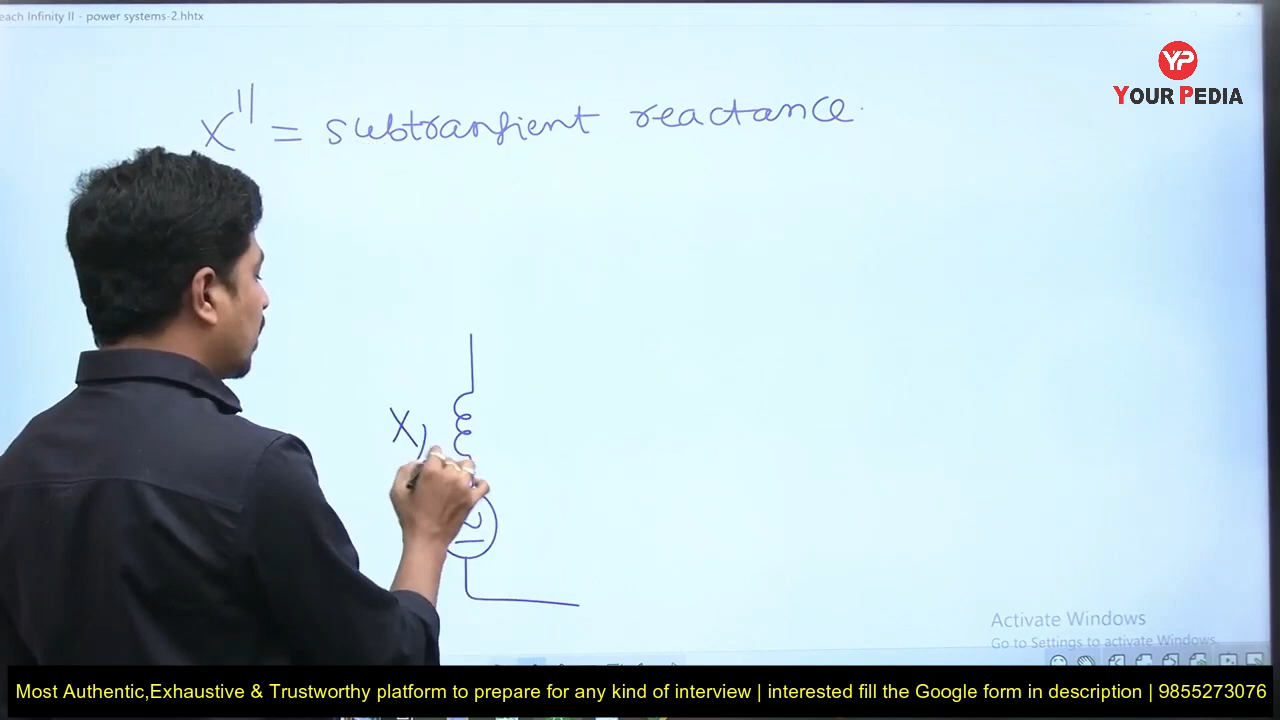 each Infinity II - power systems-2.hhtx
YP
YOUR PEDIA
X" = subtransient reactance.
X
Activate Windows
Go to Settings to activate Windows.
Most Authentic,Exhaustive & Trustworthy platform to prepare for any kind of interview | interested fill the Google form in description | 9855273076